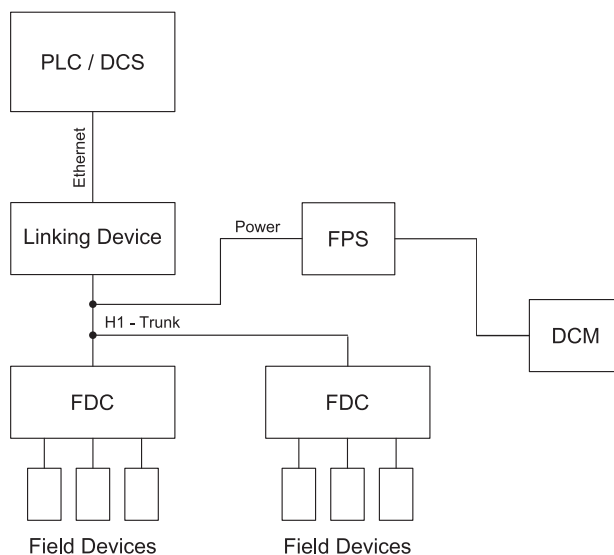 PLC / DCS
Ethernet
Linking Device
Power
FPS
H1 - Trunk
DCM
FDC
FDC
Field Devices
Field Devices